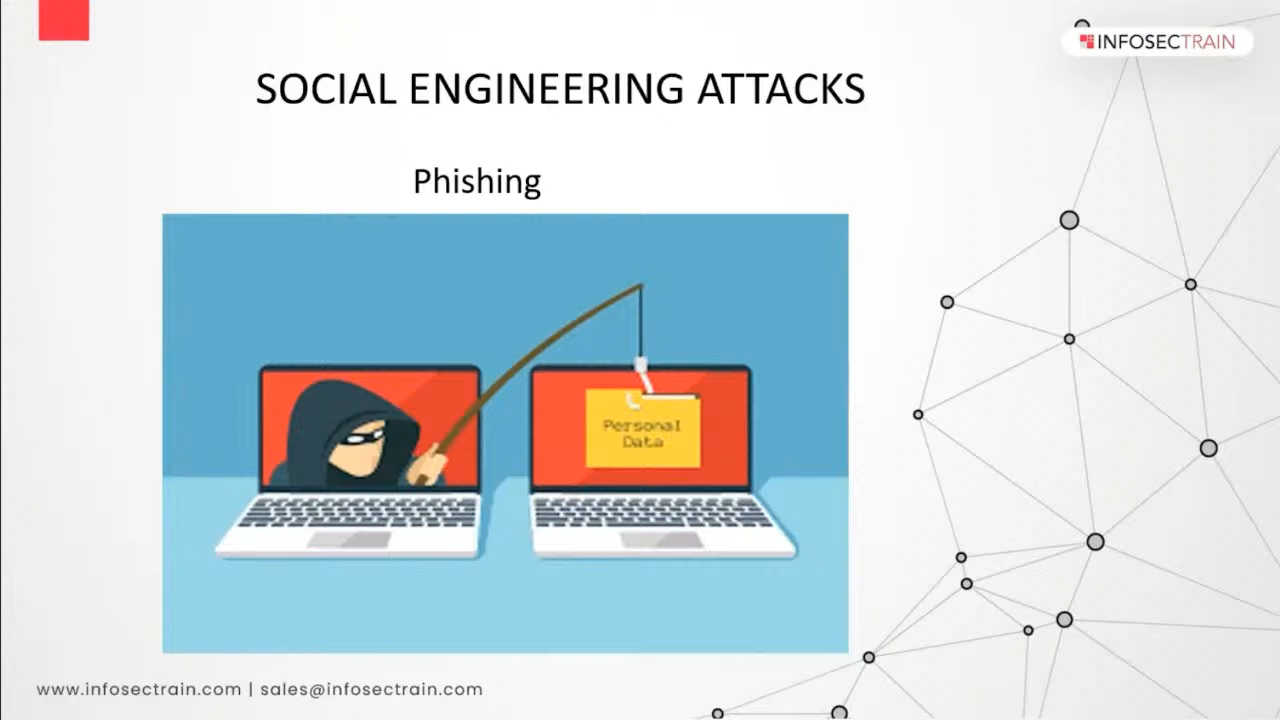 INFOSECTRAIN
SOCIAL ENGINEERING ATTACKS
Phishing
Personal
Data
www.infosectrain.com | sales@infosectrain.com